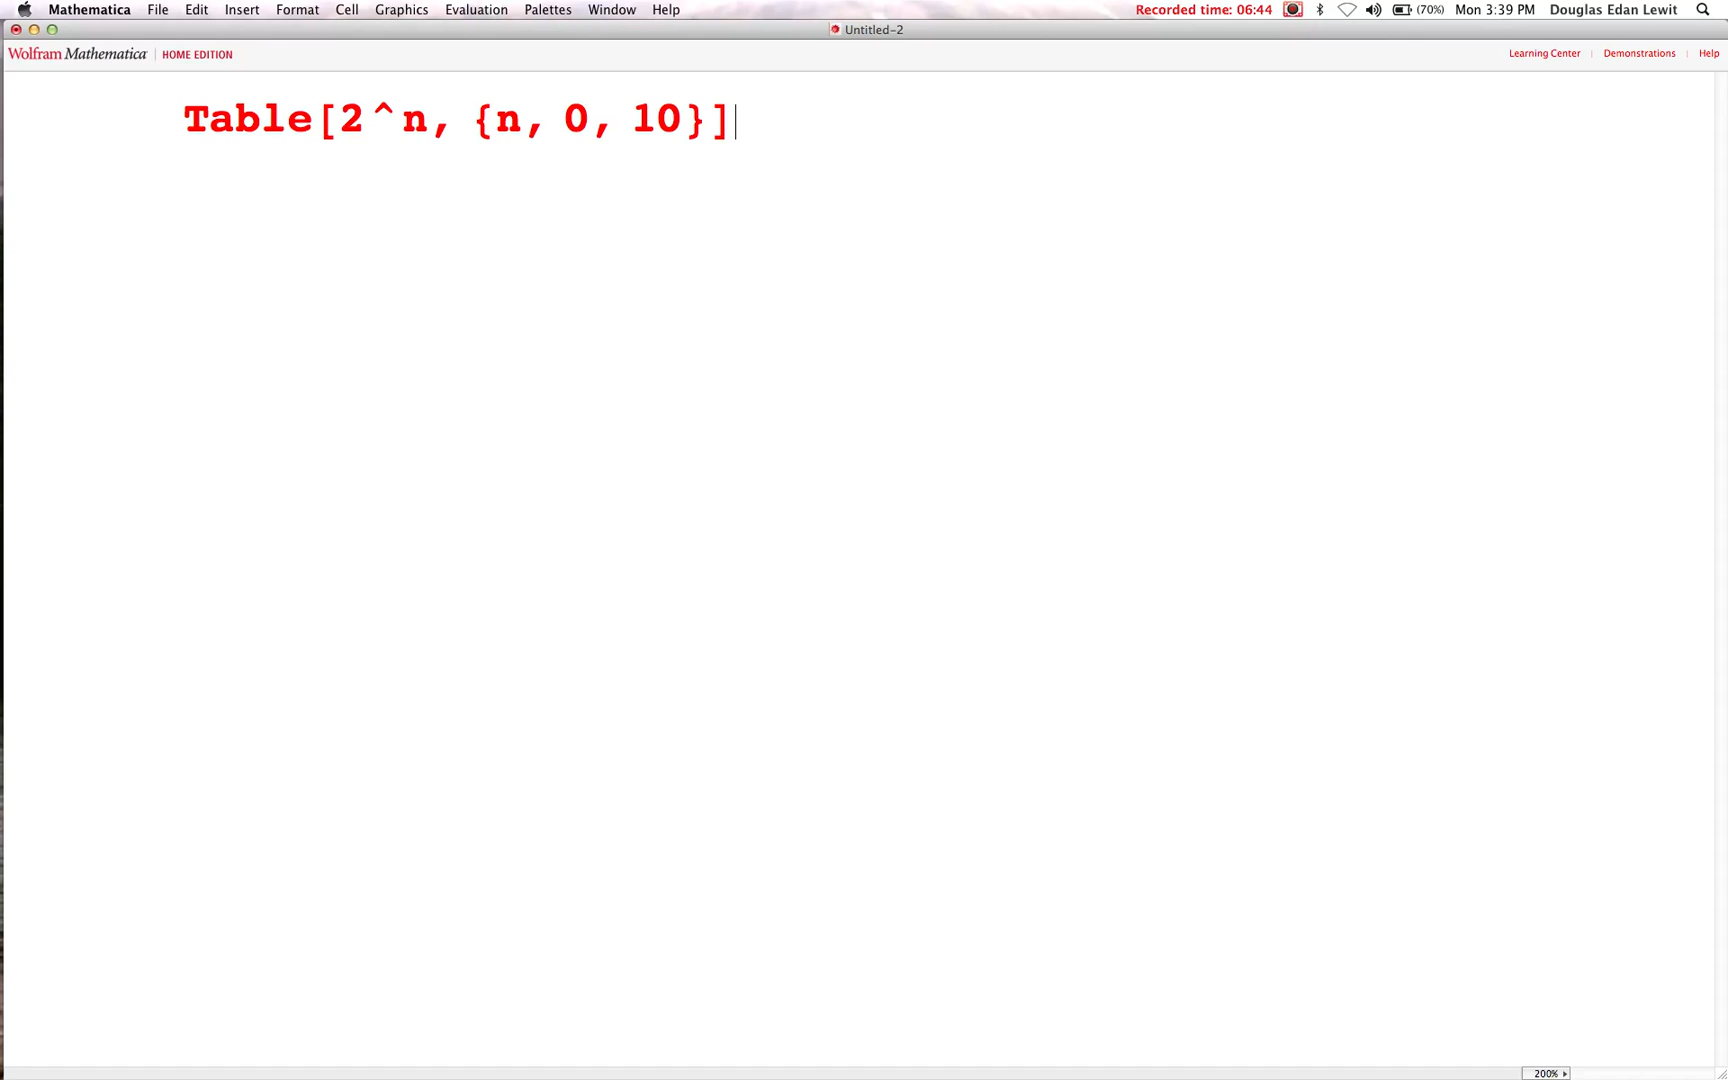 Mathematica File Edit Insert Format Cell Graphics Evaluation Palettes Window Help Recorded time: 06:44 (70%) Mon 3:39 PM Douglas Edan Lewit
Untitled-2
Wolfram Mathematica | HOME EDITION Learning Center | Demonstrations | Help
Table[2^n, {n, 0, 10}]
200%